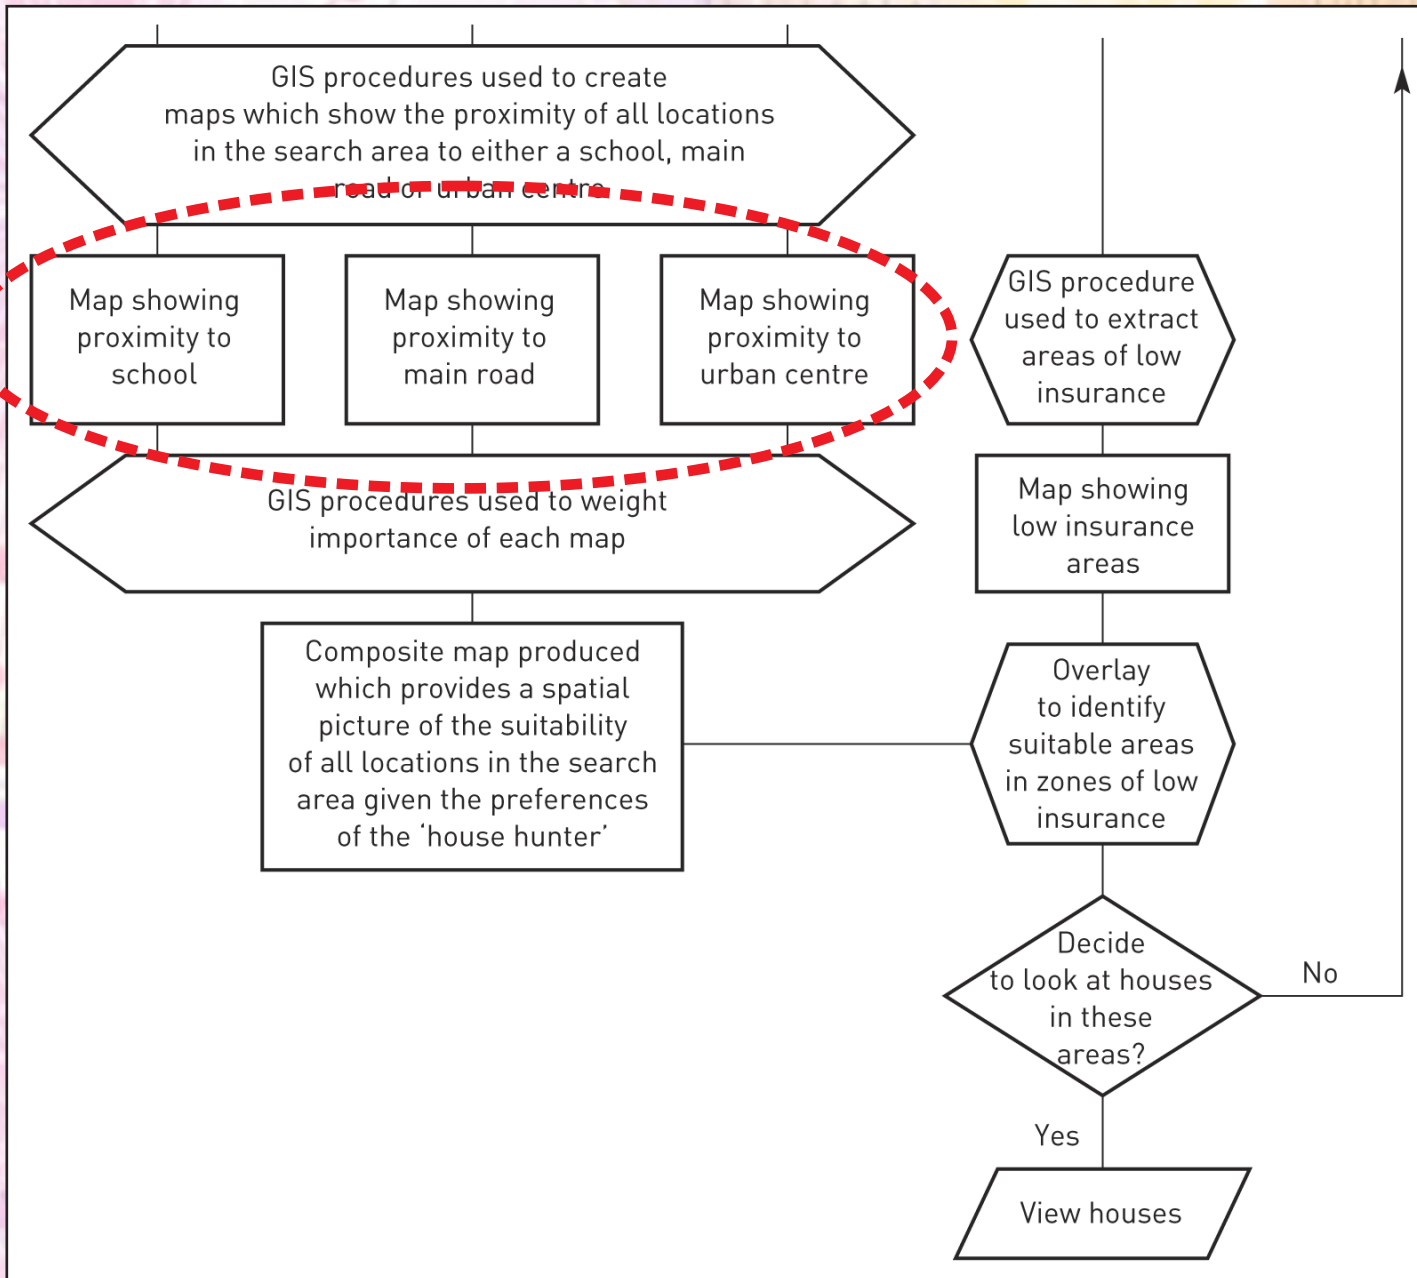 GIS procedures used to create
maps which show the proximity of all locations
in the search area to either a school, main
road or urban centre
Map showing
proximity to
school
Map showing
proximity to
main road
Map showing
proximity to
urban centre
GIS procedure
used to extract
areas of low
insurance
GIS procedures used to weight
importance of each map
Map showing
low insurance
areas
Composite map produced
which provides a spatial
picture of the suitability
of all locations in the search
area given the preferences
of the ‘house hunter’
Overlay
to identify
suitable areas
in zones of low
insurance
Decide
to look at houses
in these
areas?
No
Yes
View houses